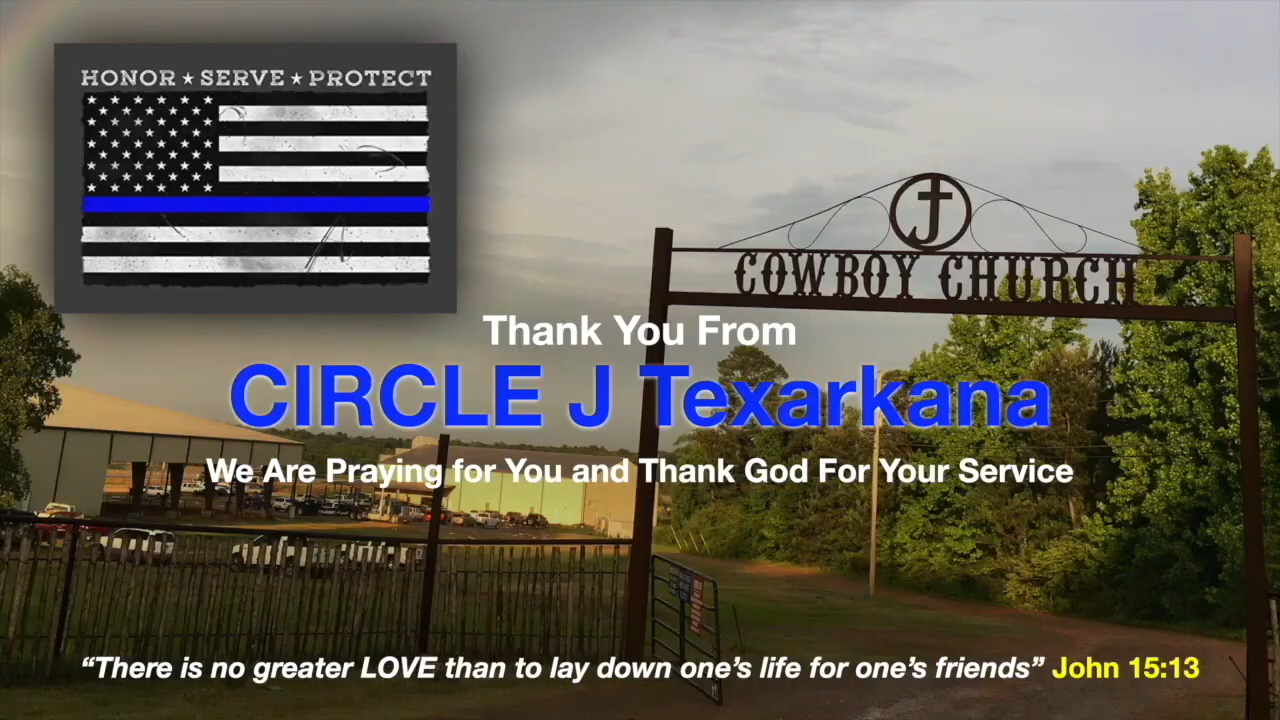 HONOR ★ SERVE ★ PROTECT
J
COWBOY CHURCH
Thank You From
CIRCLE J Texarkana
We Are Praying for You and Thank God For Your Service
“There is no greater LOVE than to lay down one’s life for one’s friends” John 15:13